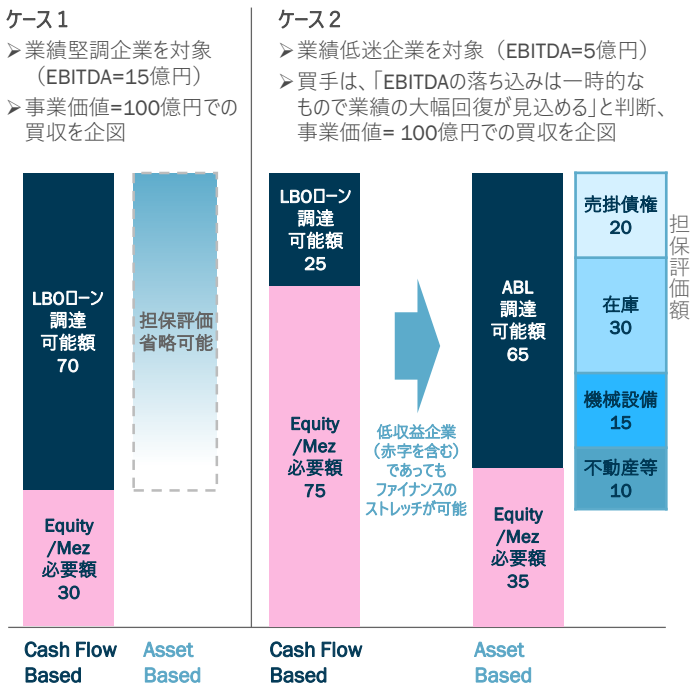 ケース1
➢ 業績堅調企業を対象
（EBITDA=15億円）
➢ 事業価値=100億円での
買収を企図
LBOローン
調達
可能額
70
Equity
/Mez
必要額
30
担保評価
省略可能
Cash Flow
Based
Asset
Based
ケース2
➢ 業績低迷企業を対象（EBITDA=5億円）
➢ 買手は、「EBITDAの落ち込みは一時的な
もので業績の大幅回復が見込める」と判断、
事業価値= 100億円での買収を企図
LBOローン
調達
可能額
25
Equity
/Mez
必要額
75
低収益企業
（赤字を含む）
であっても
ファイナンスの
ストレッチが可能
ABL
調達
可能額
65
Equity
/Mez
必要額
35
売掛債権
20
在庫
30
機械設備
15
不動産等
10
担保評価額
Cash Flow
Based
Asset
Based